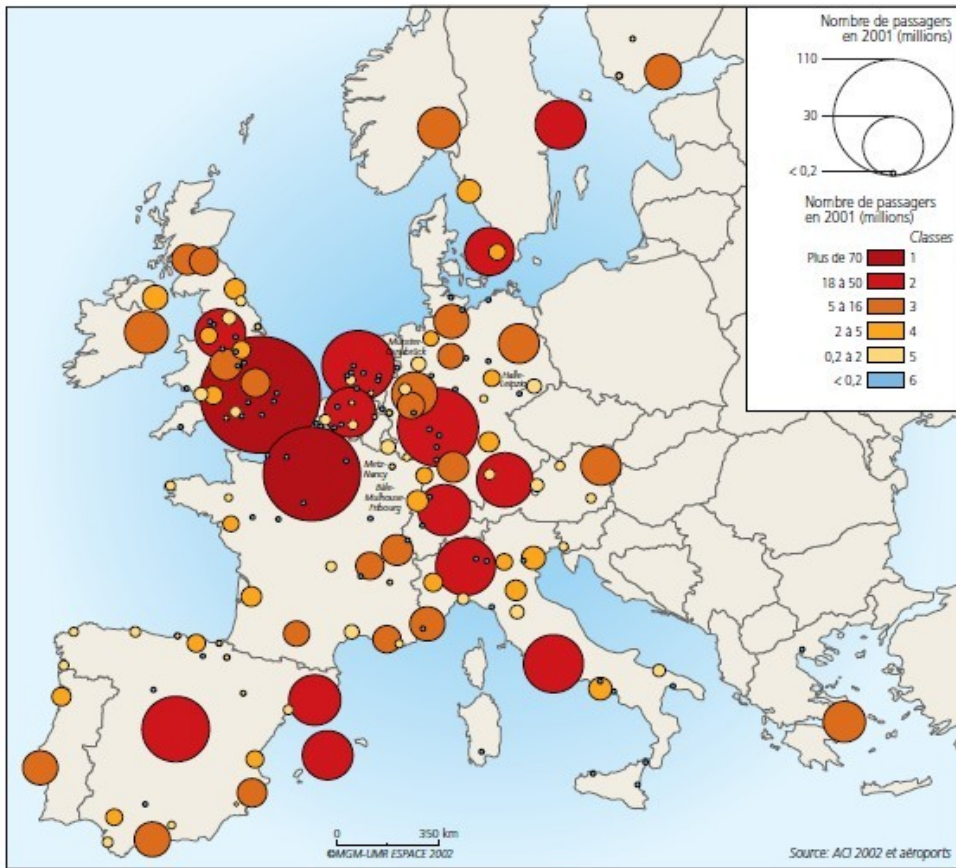 Nombre de passagers
en 2001 (millions)
110
30
< 0,2
Nombre de passagers
en 2001 (millions)
Classes
Plus de 70 1
18 à 50 2
5 à 16 3
2 à 5 4
0,2 à 2 5
< 0,2 6
Münster-
Osnabrück
Halle-
Leipzig
Metz-
Nancy
Bâle-
Mulhouse-
Fribourg
0 350 km
©MGM-UMR ESPACE 2002
Source: ACI 2002 et aéroports